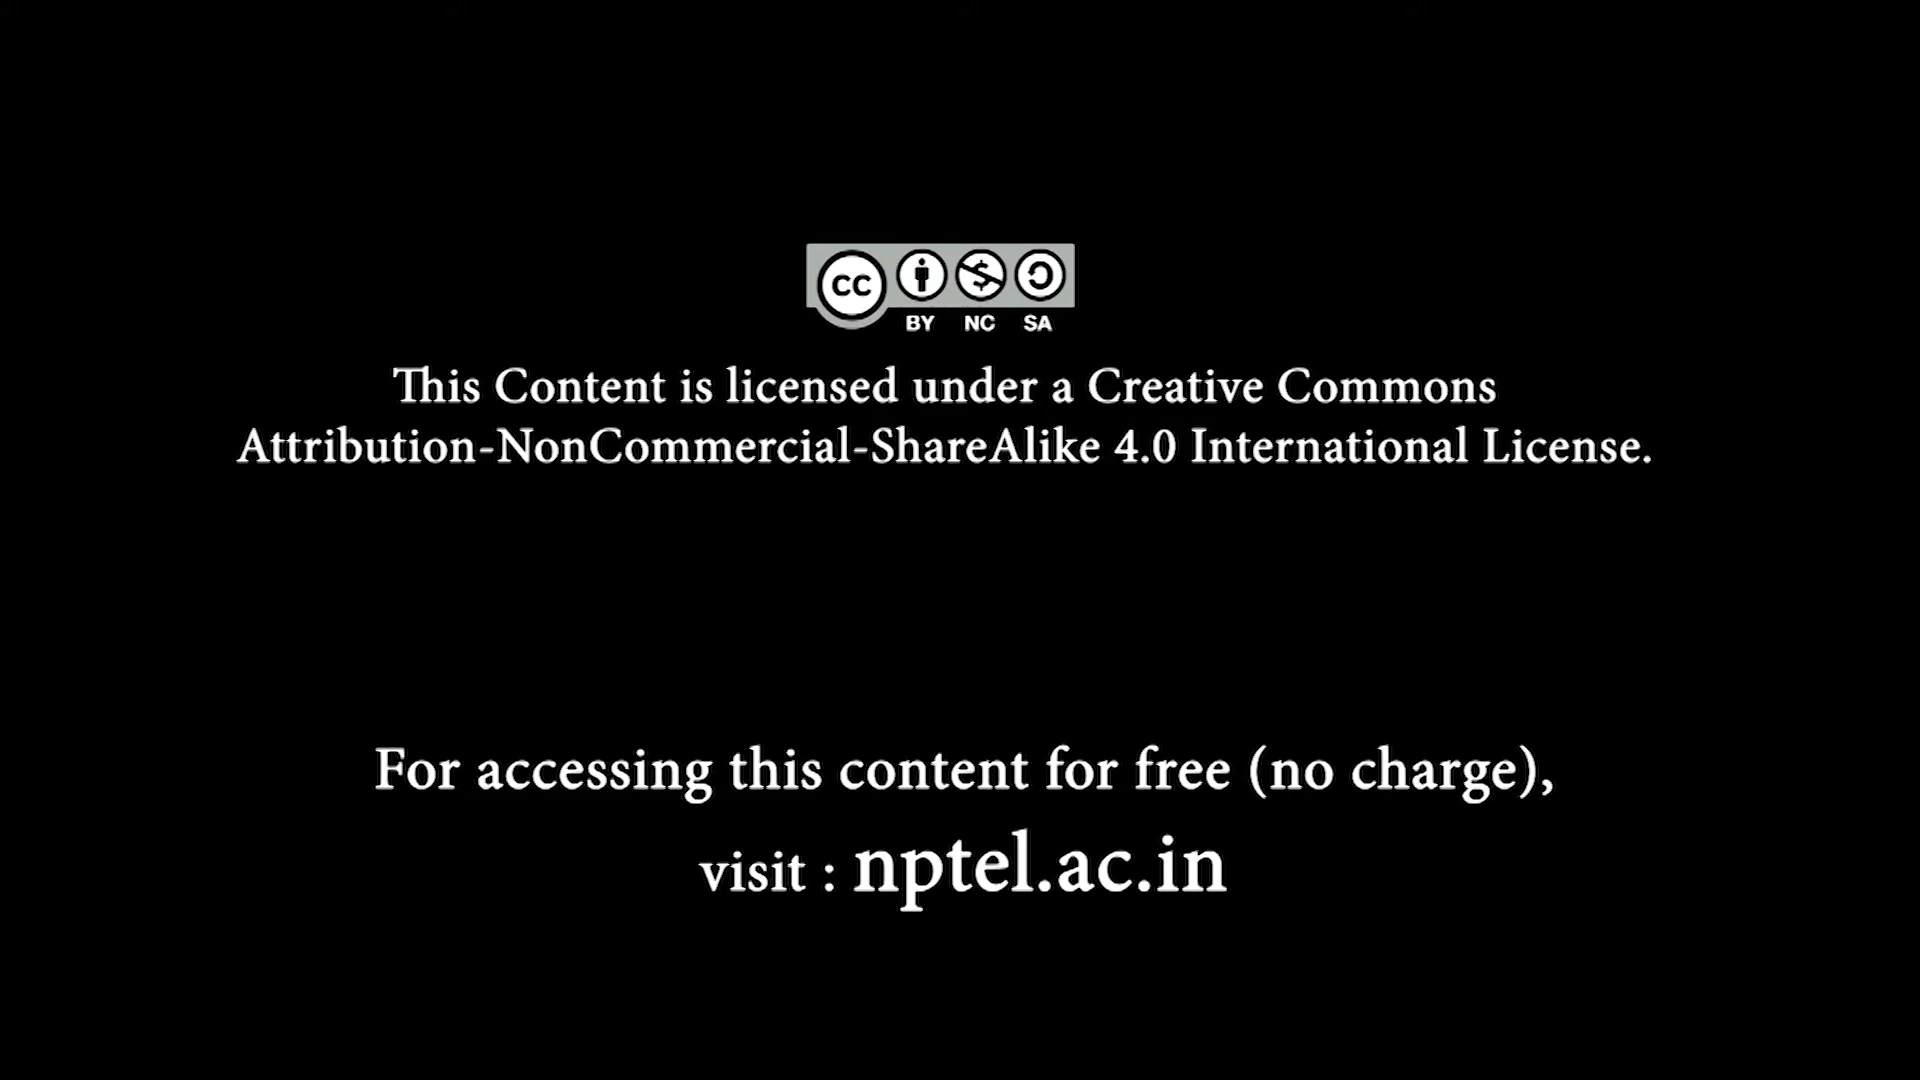 CC
BY NC SA
This Content is licensed under a Creative Commons
Attribution-NonCommercial-ShareAlike 4.0 International License.
For accessing this content for free (no charge),
visit : nptel.ac.in